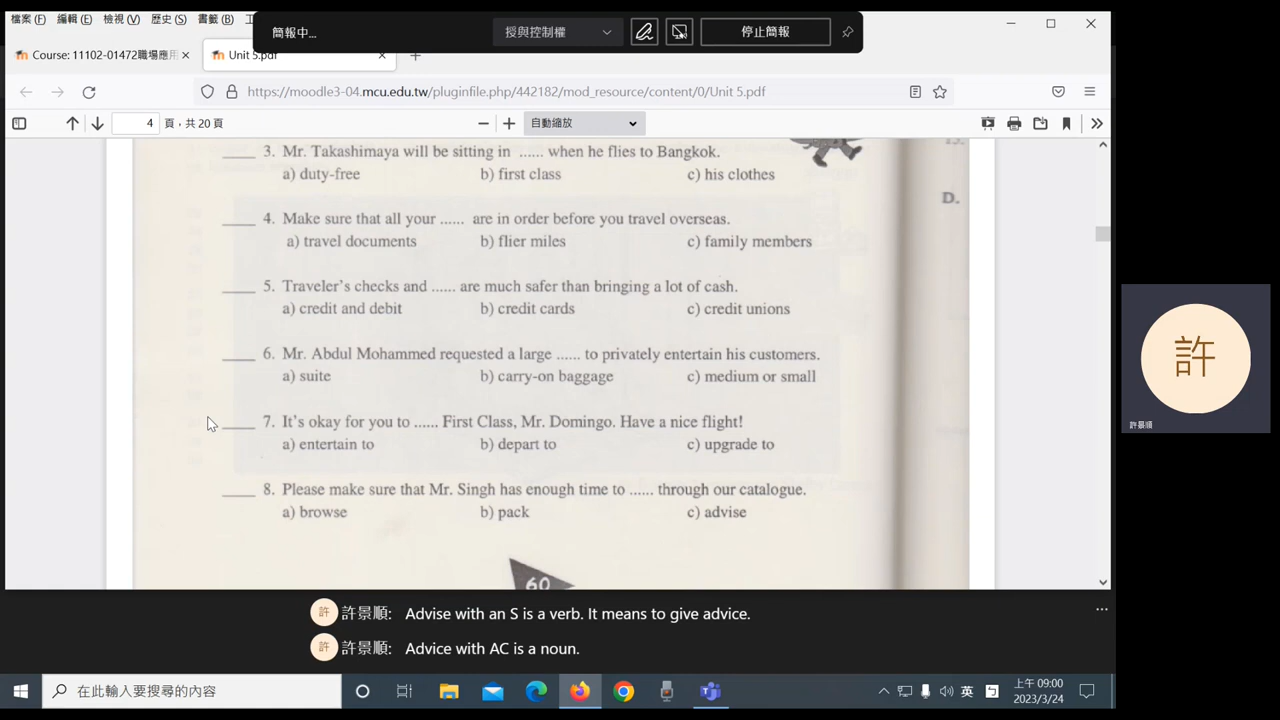 檔案(F) 編輯(E) 檢視(V) 歷史(S) 書籤(B)
簡報中... 授與控制權 停止簡報
Course: 11102-01472職場應用 Unit 5.pdf
https://moodle3-04.mcu.edu.tw/pluginfile.php/442182/mod_resource/content/0/Unit 5.pdf
4 頁，共 20 頁 自動縮放
____ 3. Mr. Takashimaya will be sitting in ...... when he flies to Bangkok.
a) duty-free b) first class c) his clothes
D.
____ 4. Make sure that all your ...... are in order before you travel overseas.
a) travel documents b) flier miles c) family members
____ 5. Traveler's checks and ...... are much safer than bringing a lot of cash.
a) credit and debit b) credit cards c) credit unions
____ 6. Mr. Abdul Mohammed requested a large ...... to privately entertain his customers.
a) suite b) carry-on baggage c) medium or small
____ 7. It's okay for you to ...... First Class, Mr. Domingo. Have a nice flight!
a) entertain to b) depart to c) upgrade to
____ 8. Please make sure that Mr. Singh has enough time to ...... through our catalogue.
a) browse b) pack c) advise
60
許
許景順
許 許景順: Advise with an S is a verb. It means to give advice.
許 許景順: Advice with AC is a noun.
在此輸入要搜尋的內容
英
上午 09:00
2023/3/24